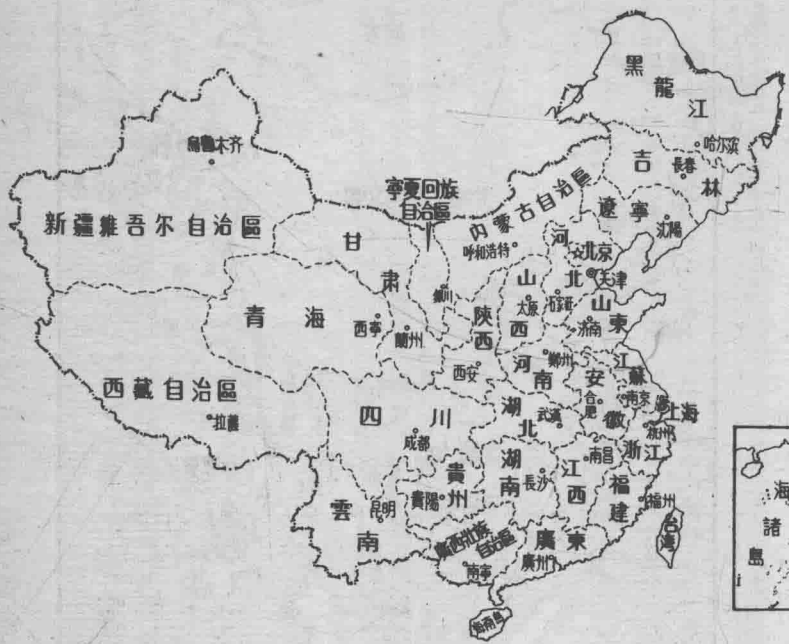 黑龍江
哈尔滨
吉林
長春
烏魯木齐
寧夏回族
自治區
內蒙古自治區
遼寧
沈陽
新疆維吾尔自治區
呼和浩特
甘肃
河北
北京
天津
銀川
山西
太原
石家莊
山東
济南
青海
西寧
蘭州
陝西
西安
河南
鄭州
江蘇
南京
安徽
合肥
上海
西藏自治區
拉薩
四川
成都
湖北
武漢
浙江
杭州
南昌
江西
湖南
長沙
貴州
貴陽
福建
福州
雲南
昆明
廣西壯族
自治區
南寧
廣東
廣州
台湾
海南島
海
諸
島